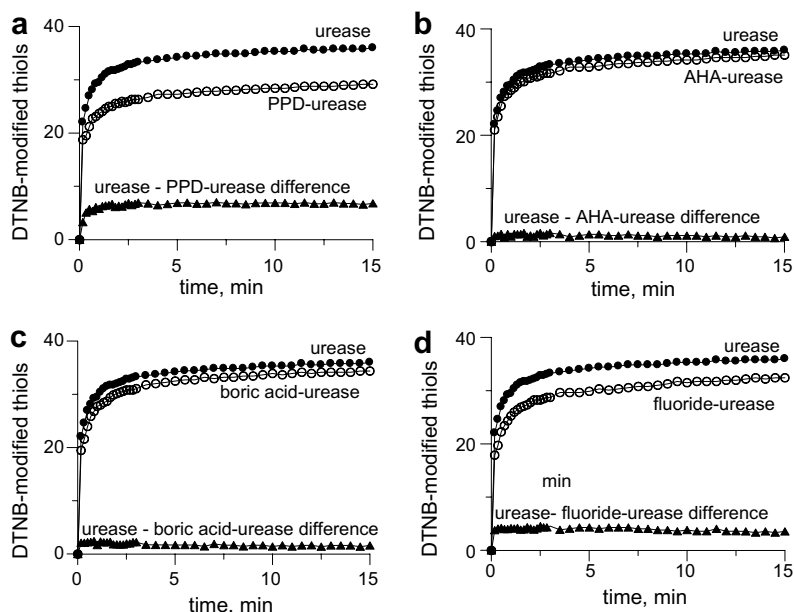 a
DTNB-modified thiols
40
20
0
0
5
10
15
time, min
urease
PPD-urease
urease - PPD-urease difference
b
DTNB-modified thiols
40
20
0
0
5
10
15
time, min
urease
AHA-urease
urease - AHA-urease difference
c
DTNB-modified thiols
40
20
0
0
5
10
15
time, min
urease
boric acid-urease
urease - boric acid-urease difference
d
DTNB-modified thiols
40
20
0
0
5
10
15
time, min
urease
fluoride-urease
min
urease- fluoride-urease difference